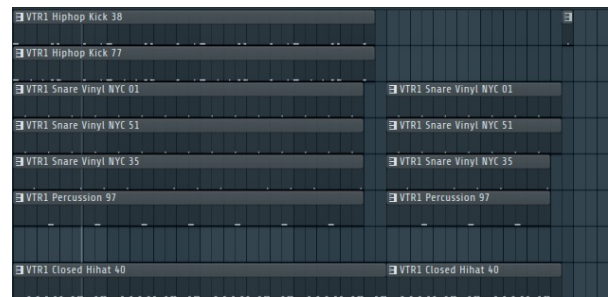 VTR1 Hiphop Kick 38
VTR1 Hiphop Kick 77
VTR1 Snare Vinyl NYC 01 VTR1 Snare Vinyl NYC 01
VTR1 Snare Vinyl NYC 51 VTR1 Snare Vinyl NYC 51
VTR1 Snare Vinyl NYC 35 VTR1 Snare Vinyl NYC 35
VTR1 Percussion 97 VTR1 Percussion 97
VTR1 Closed Hihat 40 VTR1 Closed Hihat 40